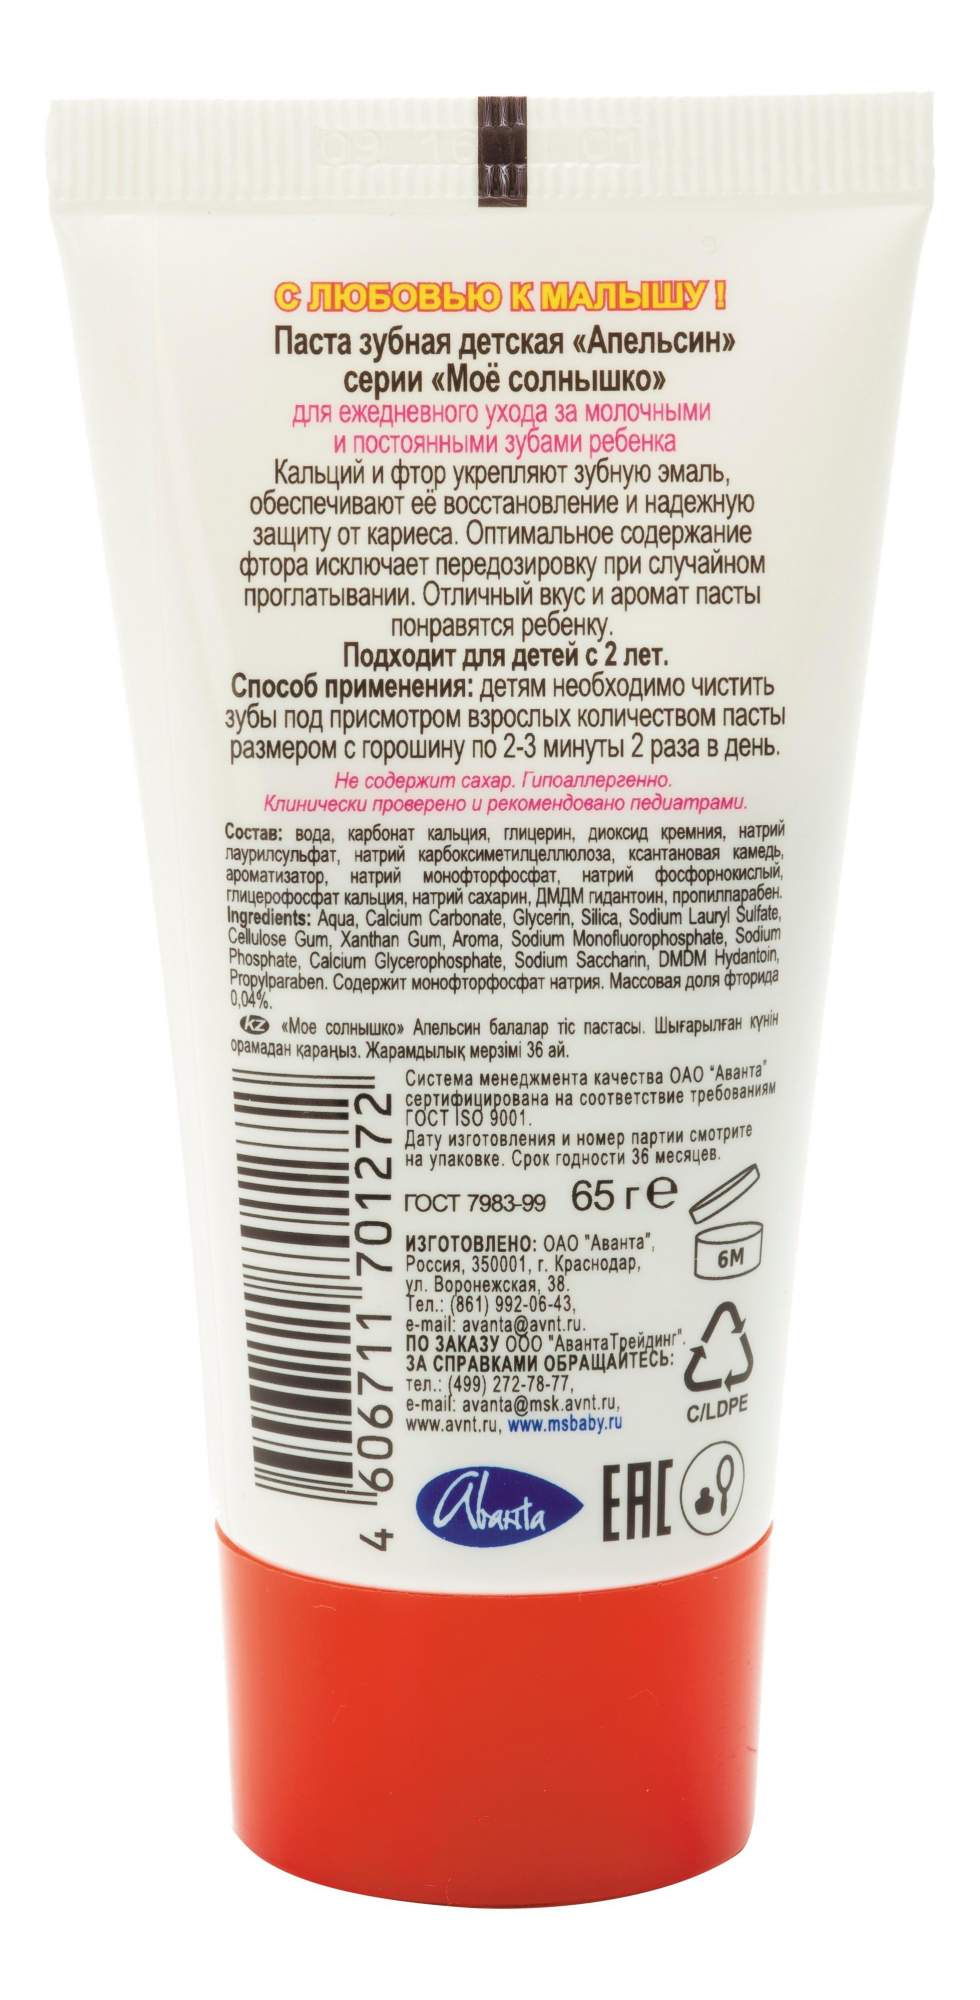 С ЛЮБОВЬЮ К МАЛЫШУ!
Паста зубная детская «Апельсин»
серии «Моё солнышко»
для ежедневного ухода за молочными
и постоянными зубами ребенка
Кальций и фтор укрепляют зубную эмаль,
обеспечивают её восстановление и надежную
защиту от кариеса. Оптимальное содержание
фтора исключает передозировку при случайном
проглатывании. Отличный вкус и аромат пасты
понравятся ребенку.
Подходит для детей с 2 лет.
Способ применения: детям необходимо чистить
зубы под присмотром взрослых количеством пасты
размером с горошину по 2-3 минуты 2 раза в день.
Не содержит сахар. Гипоаллергенно.
Клинически проверено и рекомендовано педиатрами.
Состав: вода, карбонат кальция, глицерин, диоксид кремния, натрий
лаурилсульфат, натрий карбоксиметилцеллюлоза, ксантановая камедь,
ароматизатор, натрий монофторфосфат, натрий фосфорнокислый,
глицерофосфат кальция, натрий сахарин, ДМДМ гидантоин, пропилпарабен.
Ingredients: Aqua, Calcium Carbonate, Glycerin, Silica, Sodium Lauryl Sulfate,
Cellulose Gum, Xanthan Gum, Aroma, Sodium Monofluorophosphate, Sodium
Phosphate, Calcium Glycerophosphate, Sodium Saccharin, DMDM Hydantoin,
Propylparaben. Содержит монофторфосфат натрия. Массовая доля фторида
0,04%.
KZ «Мое солнышко» Апельсин балалар тіс пастасы. Шығарылған күнін
орамадан қараңыз. Жарамдылық мерзімі 36 ай.
Система менеджмента качества ОАО "Аванта"
сертифицирована на соответствие требованиям
ГОСТ ISO 9001.
Дату изготовления и номер партии смотрите
на упаковке. Срок годности 36 месяцев.
ГОСТ 7983-99 65 г е
6М
ИЗГОТОВЛЕНО: ОАО "Аванта",
Россия, 350001, г. Краснодар,
ул. Воронежская, 38.
Тел.: (861) 992-06-43,
e-mail: avanta@avnt.ru.
ПО ЗАКАЗУ ООО "АвантаТрейдинг".
ЗА СПРАВКАМИ ОБРАЩАЙТЕСЬ:
тел.: (499) 272-78-77,
e-mail: avanta@msk.avnt.ru,
www.avnt.ru, www.msbaby.ru
C/LDPE
4 606711 701272
Avanta
EAC